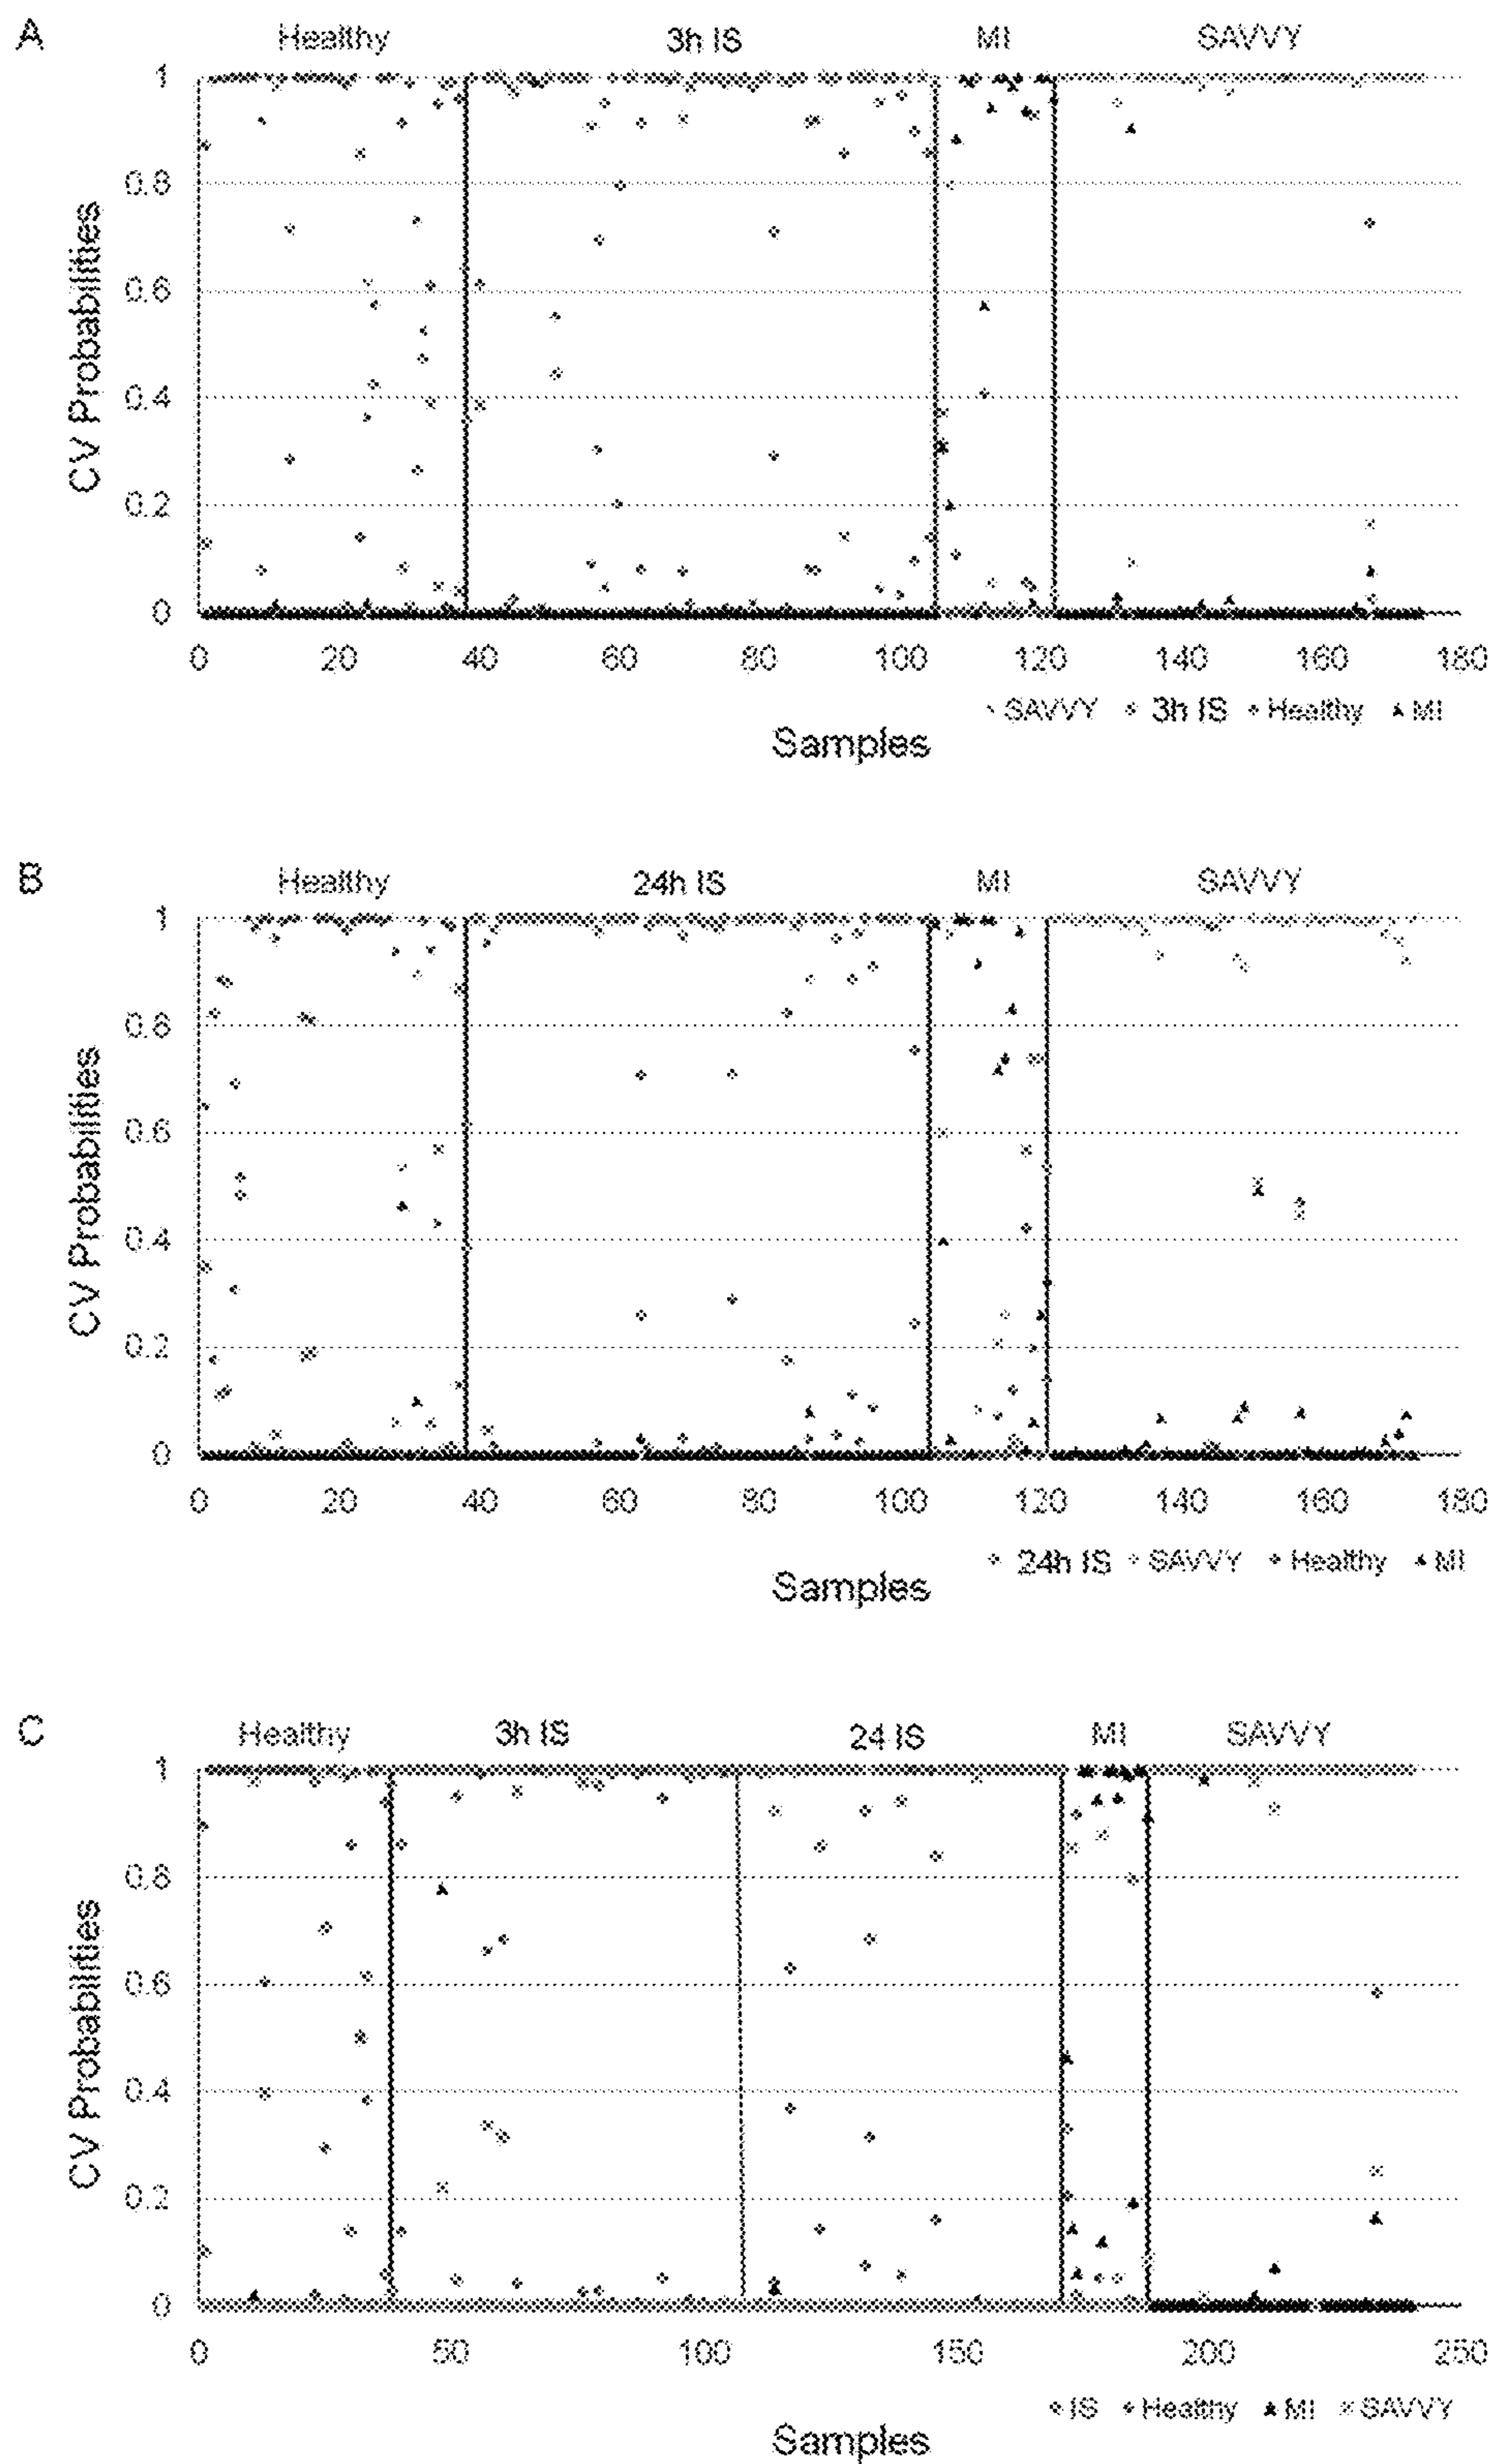 A
Healthy 3h IS MI SAVVY
1
0.8
0.6
0.4
0.2
0
CV Probabilities
0 20 40 60 80 100 120 140 160 180
SAVVY 3h IS Healthy MI
Samples
B
Healthy 24h IS MI SAVVY
1
0.8
0.6
0.4
0.2
0
CV Probabilities
0 20 40 60 80 100 120 140 160 180
24h IS SAVVY Healthy MI
Samples
C
Healthy 3h IS 24 IS MI SAVVY
1
0.8
0.6
0.4
0.2
0
CV Probabilities
0 50 100 150 200 250
IS Healthy MI SAVVY
Samples